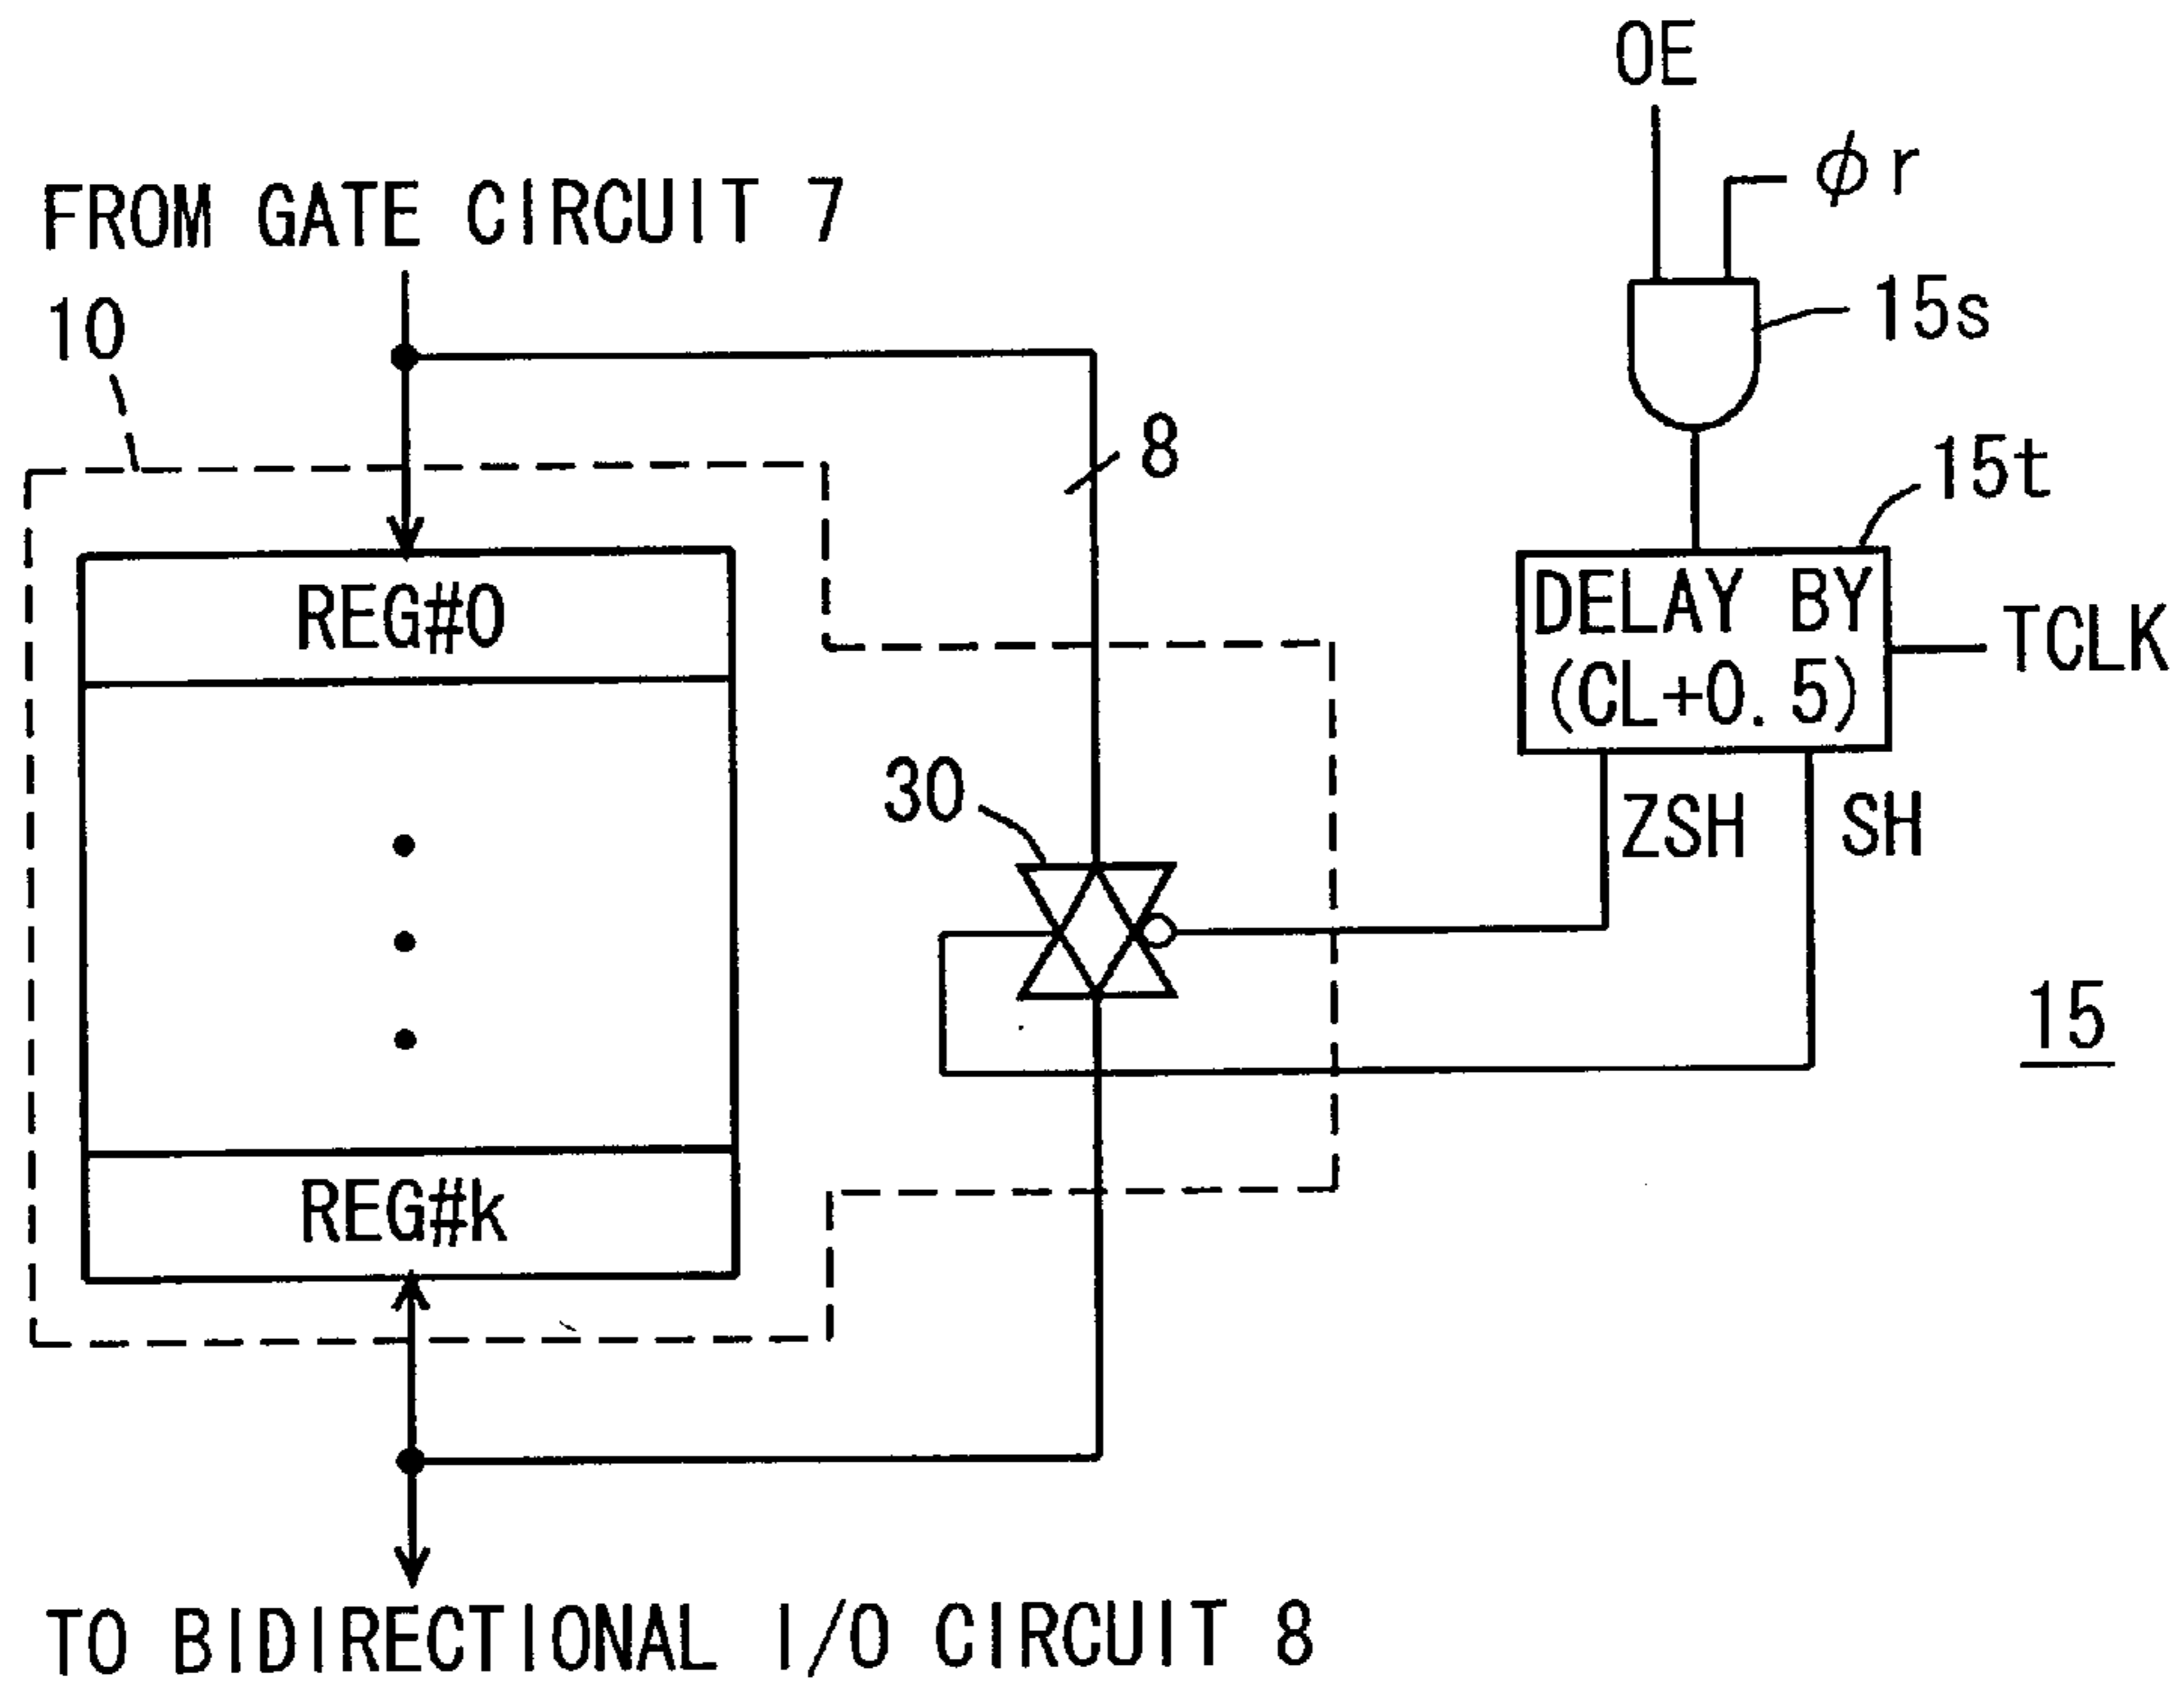 OE
φr
FROM GATE CIRCUIT 7
15s
10
8
15t
REG#0
DELAY BY
(CL+0.5)
TCLK
30
ZSH
SH
15
REG#k
TO BIDIRECTIONAL I/O CIRCUIT 8